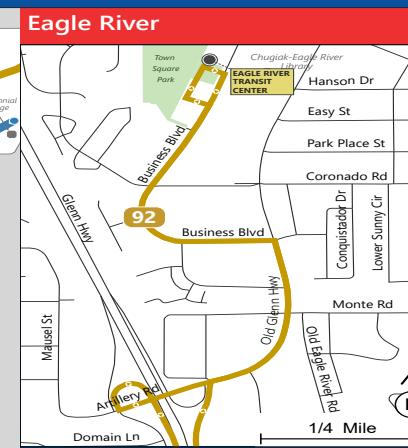 Eagle River
Town
Square
Park
Chugiak-Eagle River
Library
EAGLE RIVER
TRANSIT
CENTER
Hanson Dr
Easy St
Park Place St
Coronado Rd
Business Blvd
92
Business Blvd
Glenn Hwy
Conquistador Dr
Lower Sunny Cir
Old Glenn Hwy
Monte Rd
Mausel St
Old Eagle River Rd
Artillery Rd
Domain Ln
1/4 Mile